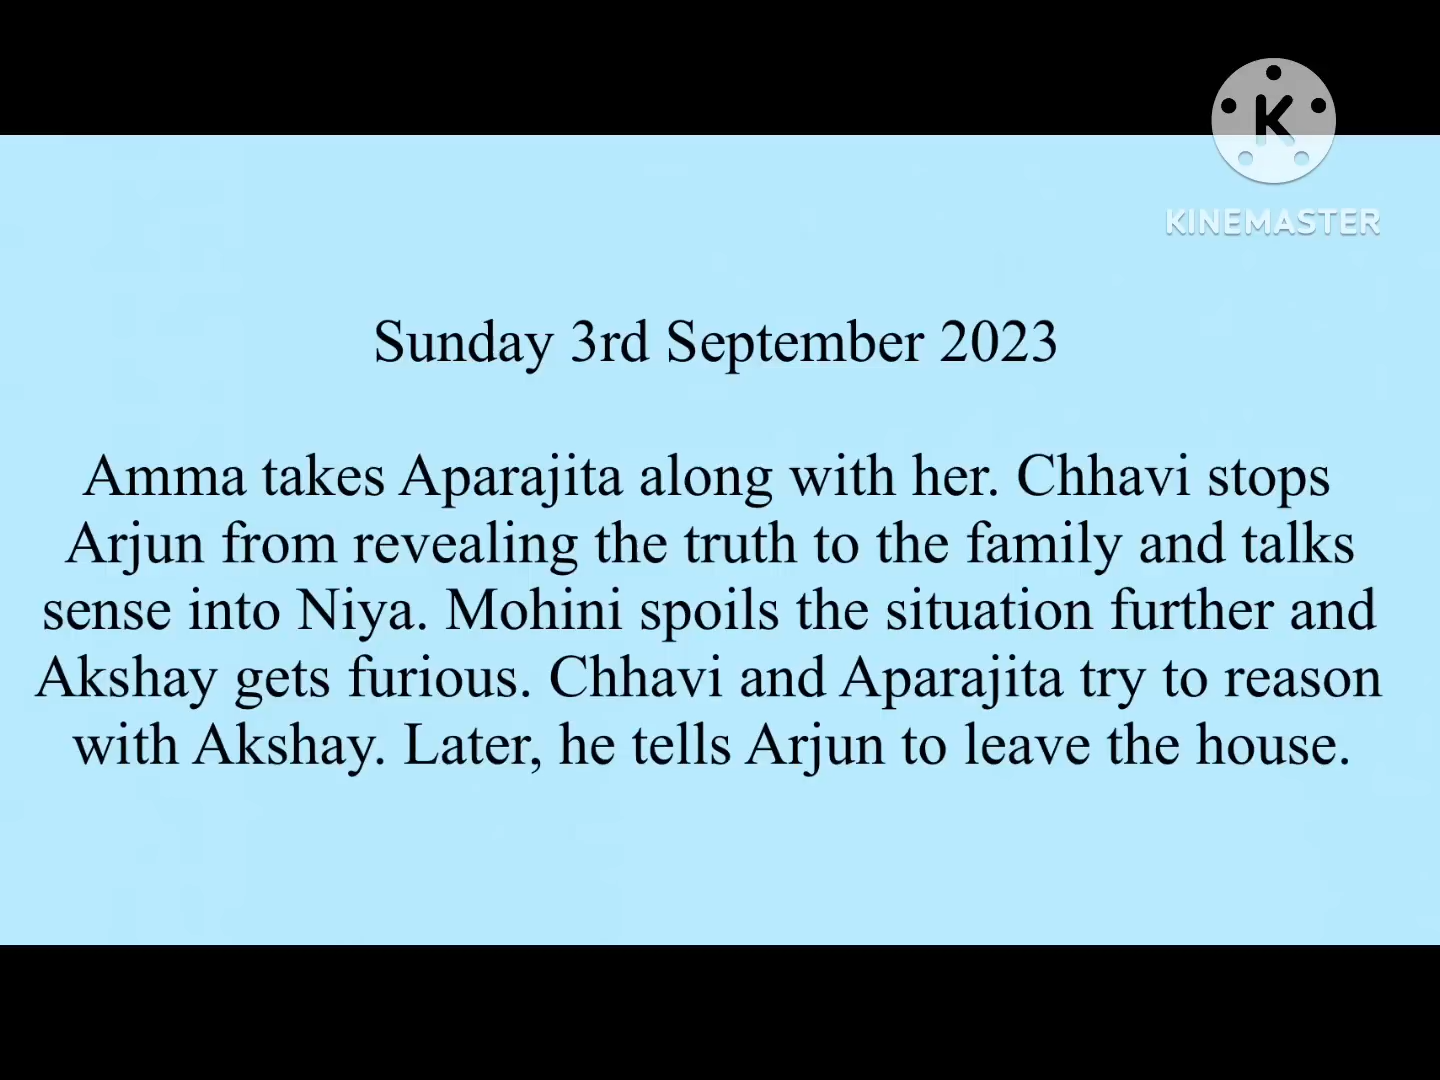 K
KINEMASTER
Sunday 3rd September 2023
Amma takes Aparajita along with her. Chhavi stops
Arjun from revealing the truth to the family and talks
sense into Niya. Mohini spoils the situation further and
Akshay gets furious. Chhavi and Aparajita try to reason
with Akshay. Later, he tells Arjun to leave the house.